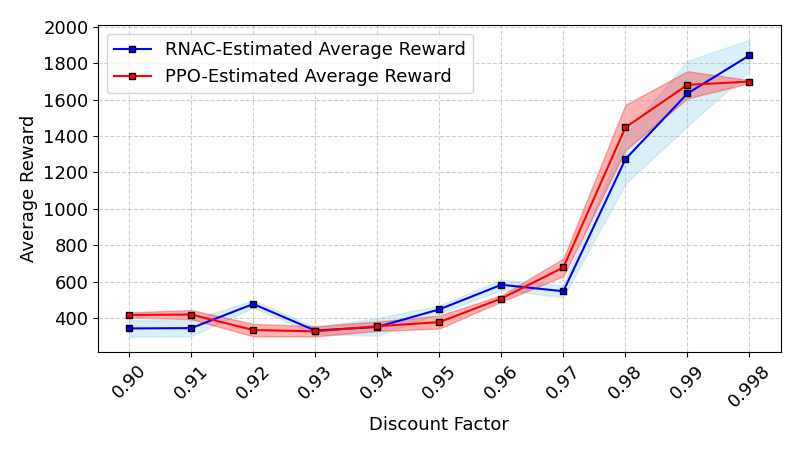 RNAC-Estimated Average Reward
PPO-Estimated Average Reward
Average Reward
2000
1800
1600
1400
1200
1000
800
600
400
0.90 0.91 0.92 0.93 0.94 0.95 0.96 0.97 0.98 0.99 0.998
Discount Factor